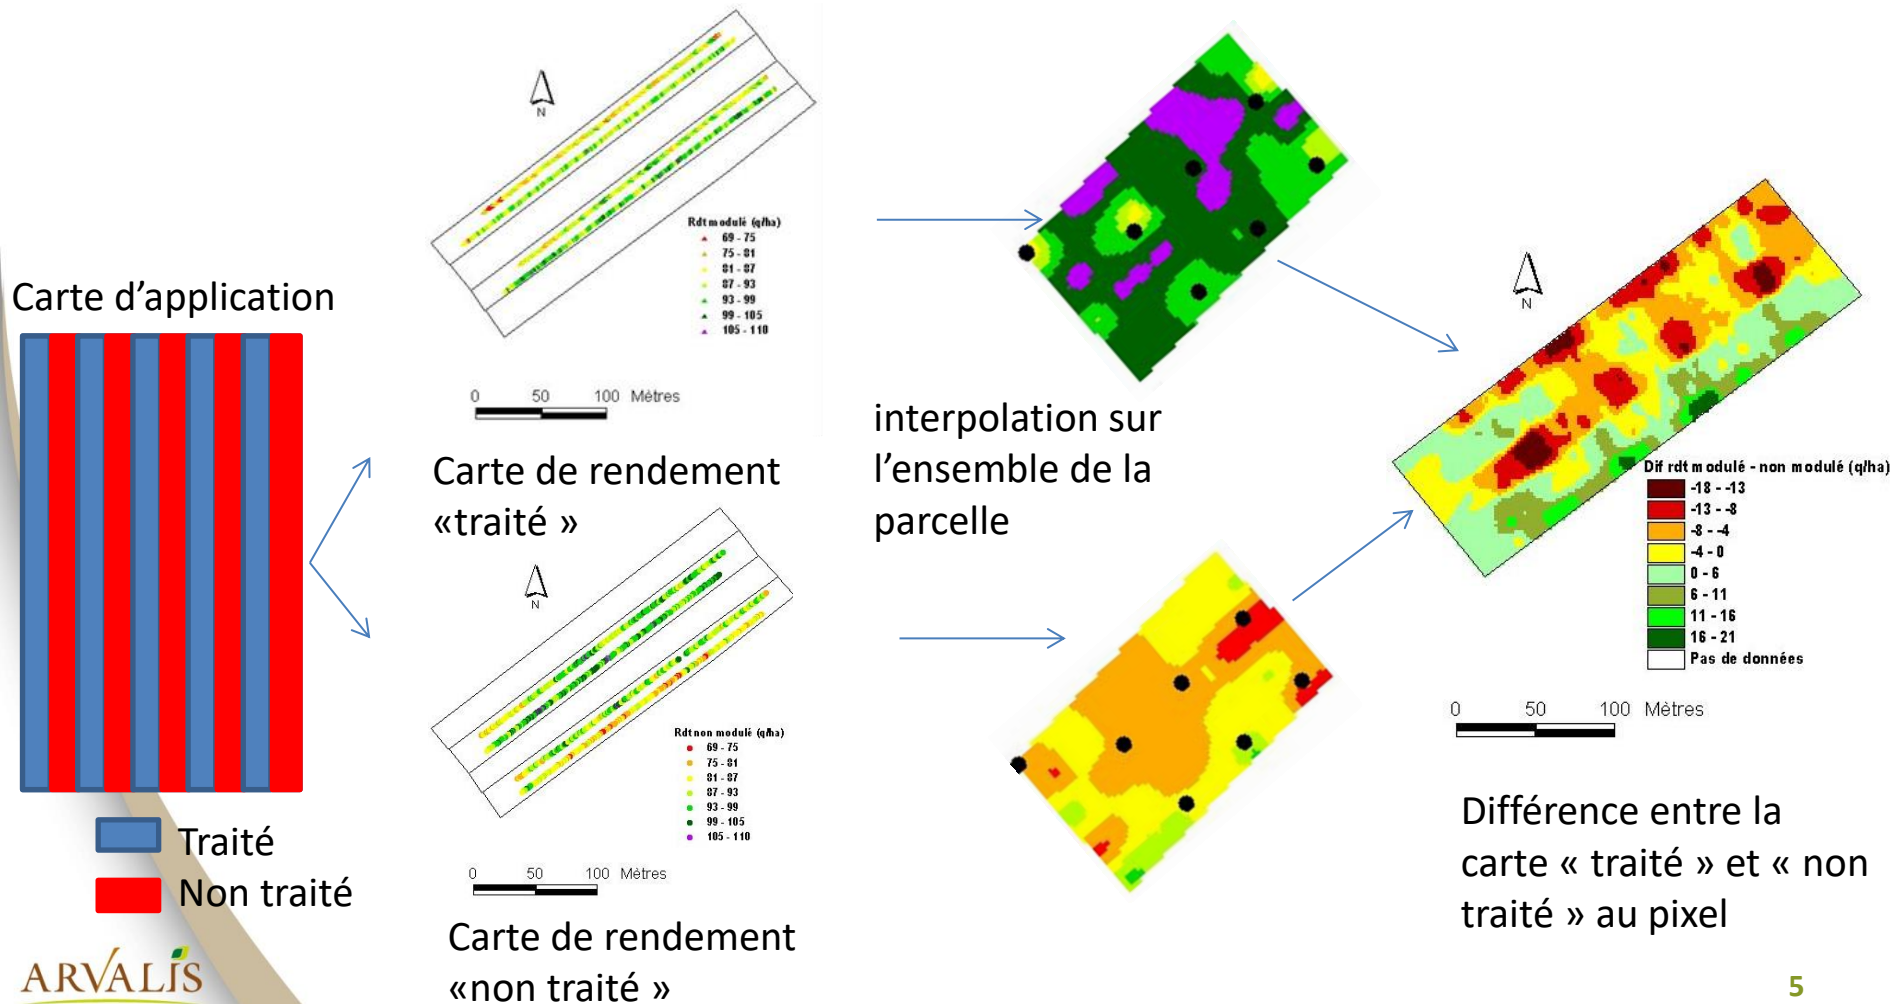 Carte d’application
Traité
Non traité
ARVALIS
N
Rdt modulé (q/ha)
69 - 75
75 - 81
81 - 87
87 - 93
93 - 99
99 - 105
105 - 110
0 50 100 Mètres
Carte de rendement
«traité »
N
Rdt non modulé (q/ha)
69 - 75
75 - 81
81 - 87
87 - 93
93 - 99
99 - 105
105 - 110
0 50 100 Mètres
Carte de rendement
«non traité »
interpolation sur
l’ensemble de la
parcelle
N
Dif rdt modulé - non modulé (q/ha)
-18 - -13
-13 - -8
-8 - -4
-4 - 0
0 - 6
6 - 11
11 - 16
16 - 21
Pas de données
0 50 100 Mètres
Différence entre la
carte « traité » et « non
traité » au pixel
5